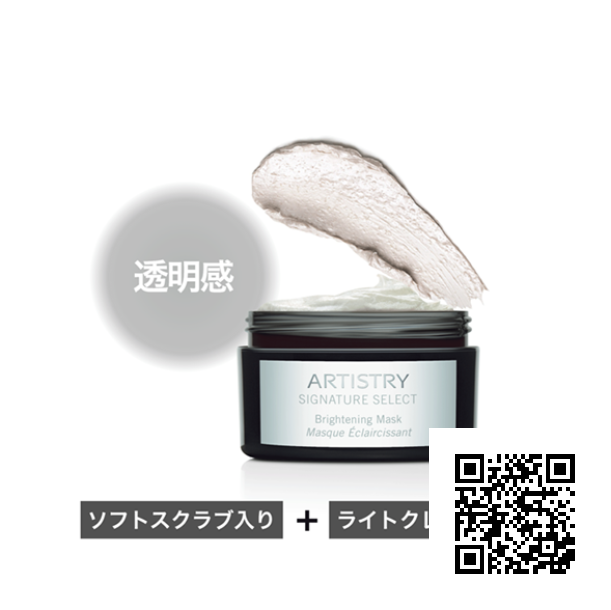 透明感
ARTISTRY
SIGNATURE SELECT
Brightening Mask
Masque Éclaircissant
ソフトスクラブ入り + ライトクレ